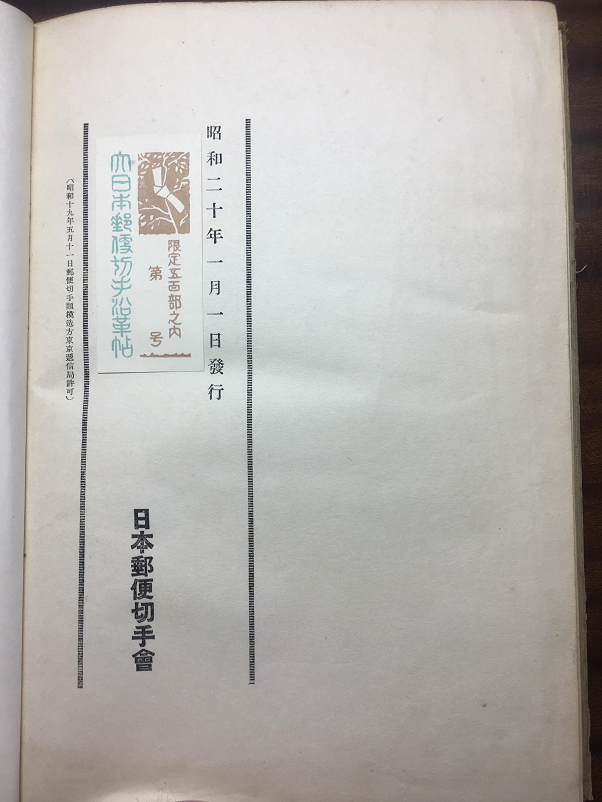 昭和二十年一月一日發行
限定五百部之内
第　　号
大日本郵便切手沿革帖
(昭和十九年五月十一日郵便切手類模造方東京遞信局許可)
日本郵便切手會